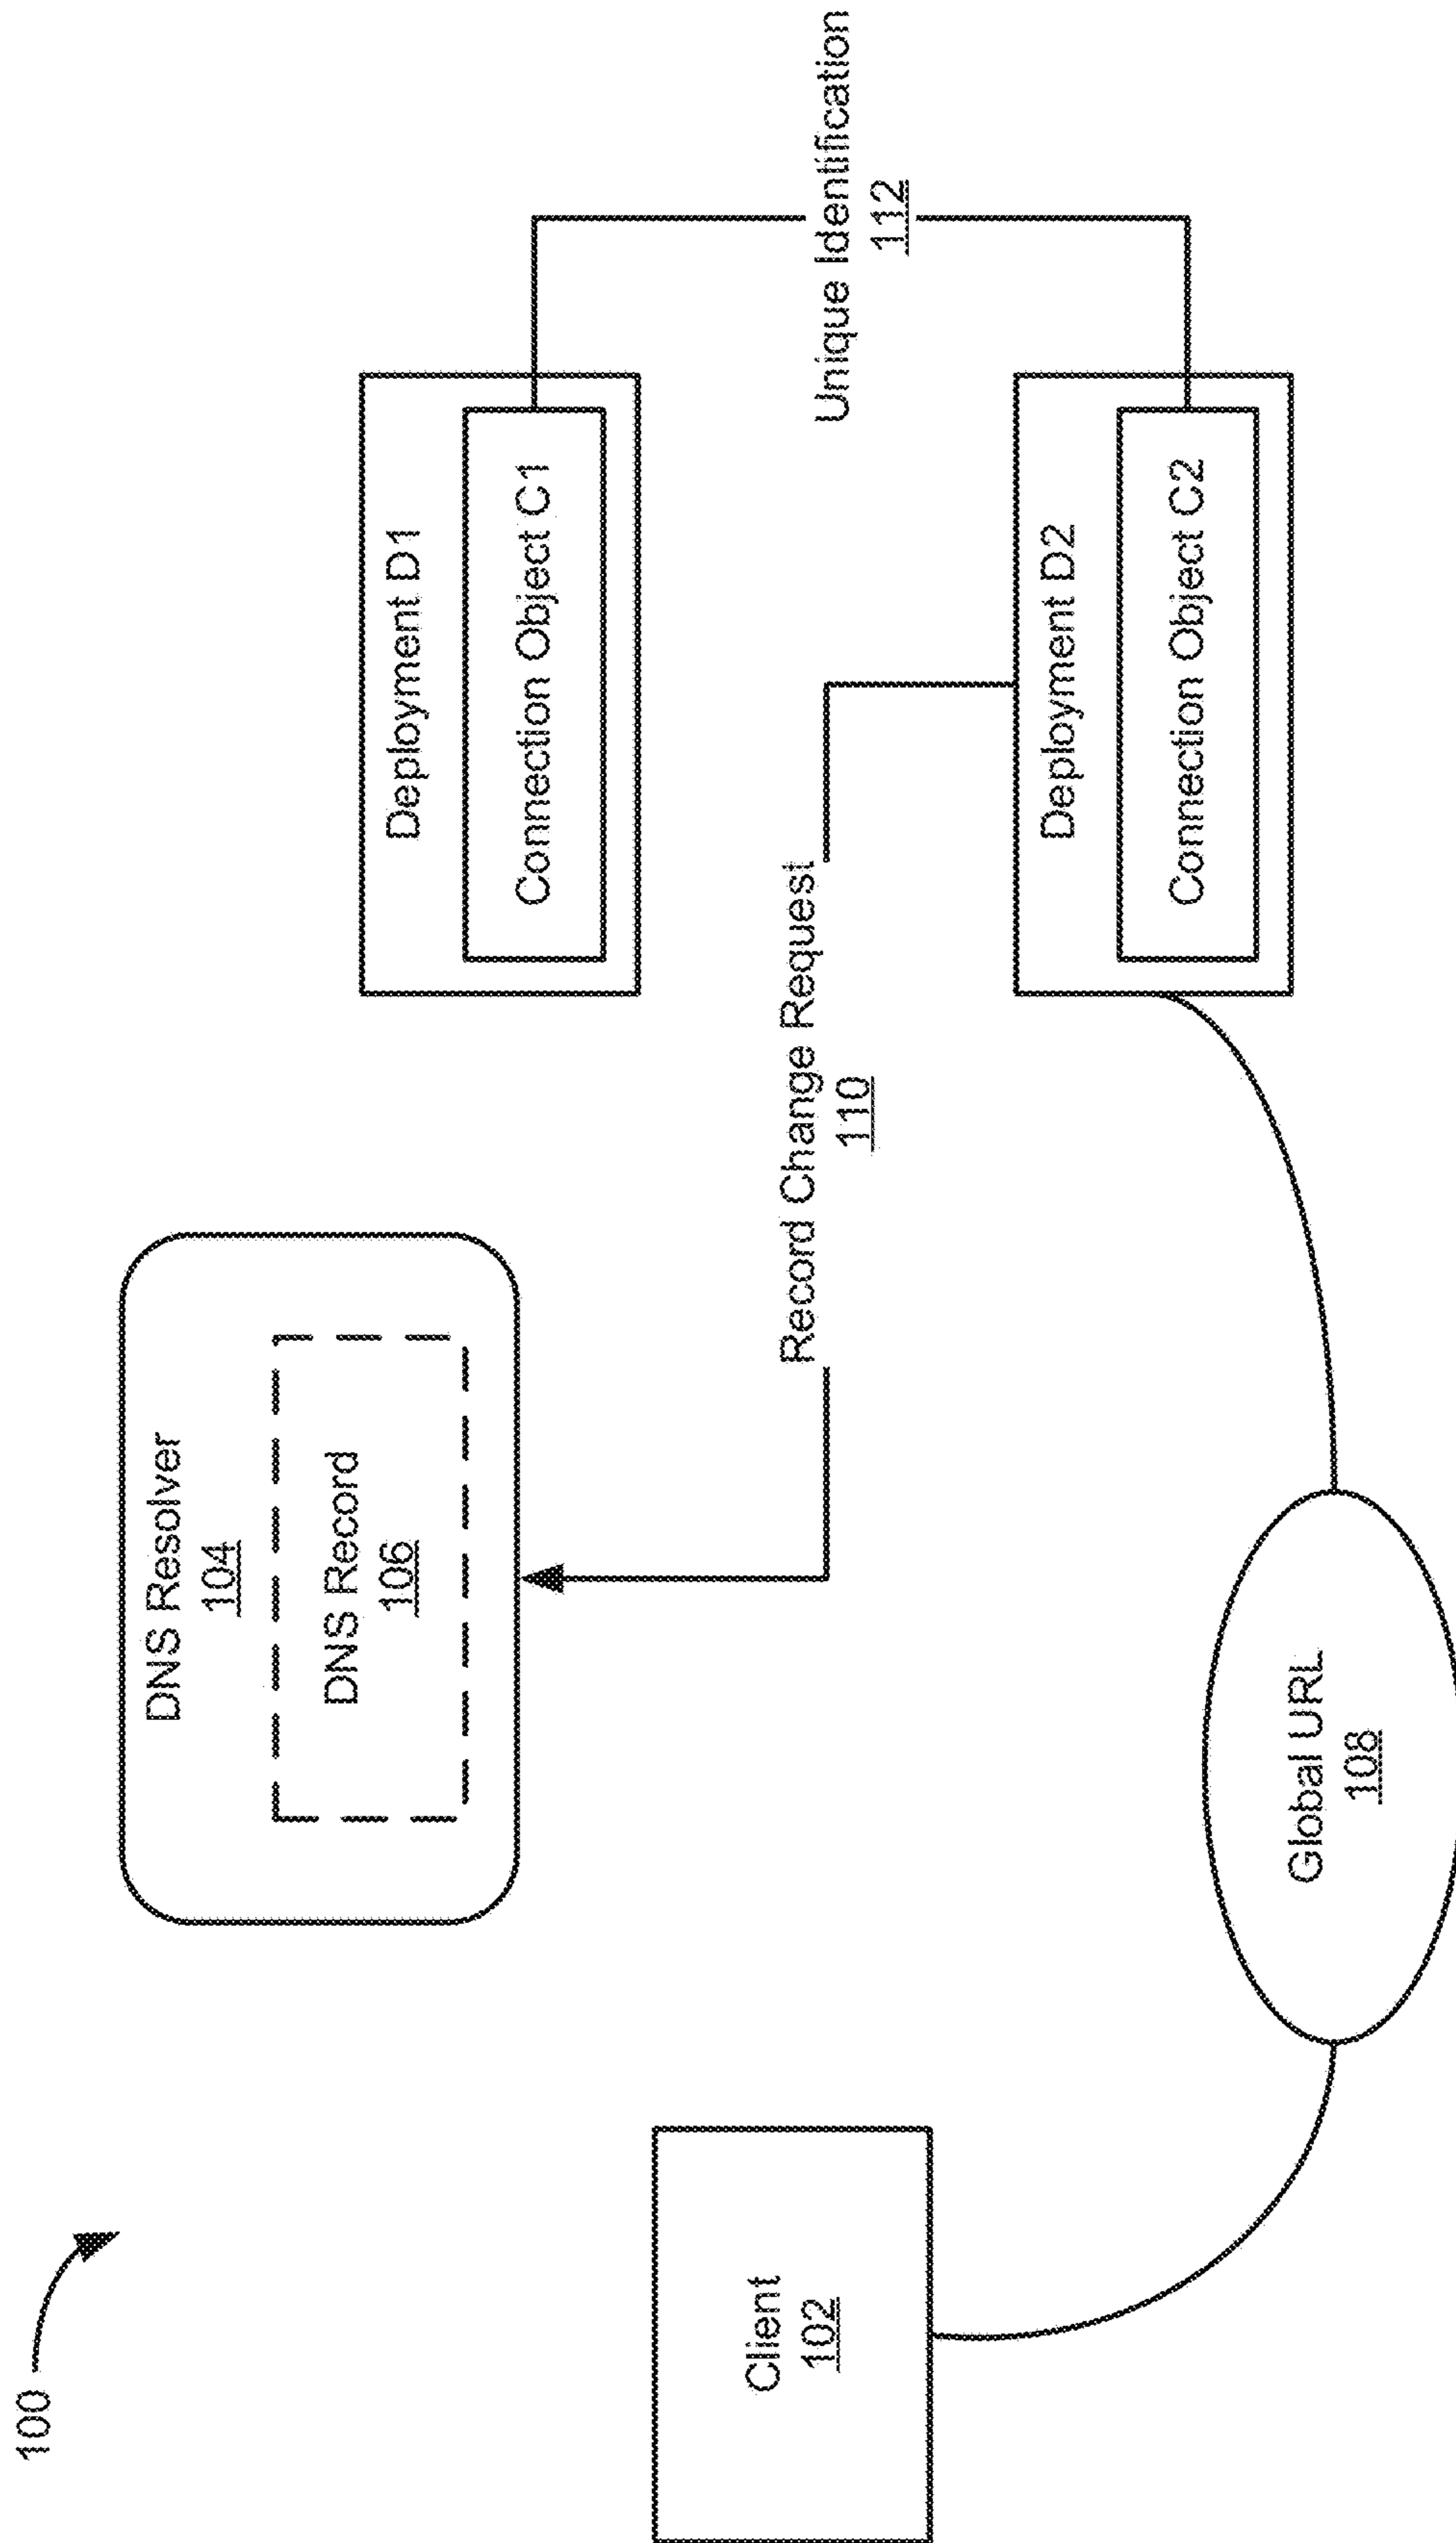 100
DNS Resolver
104
DNS Record
106
Deployment D1
Connection Object C1
Client
102
Record Change Request
110
Unique Identification
112
Deployment D2
Connection Object C2
Global URL
108